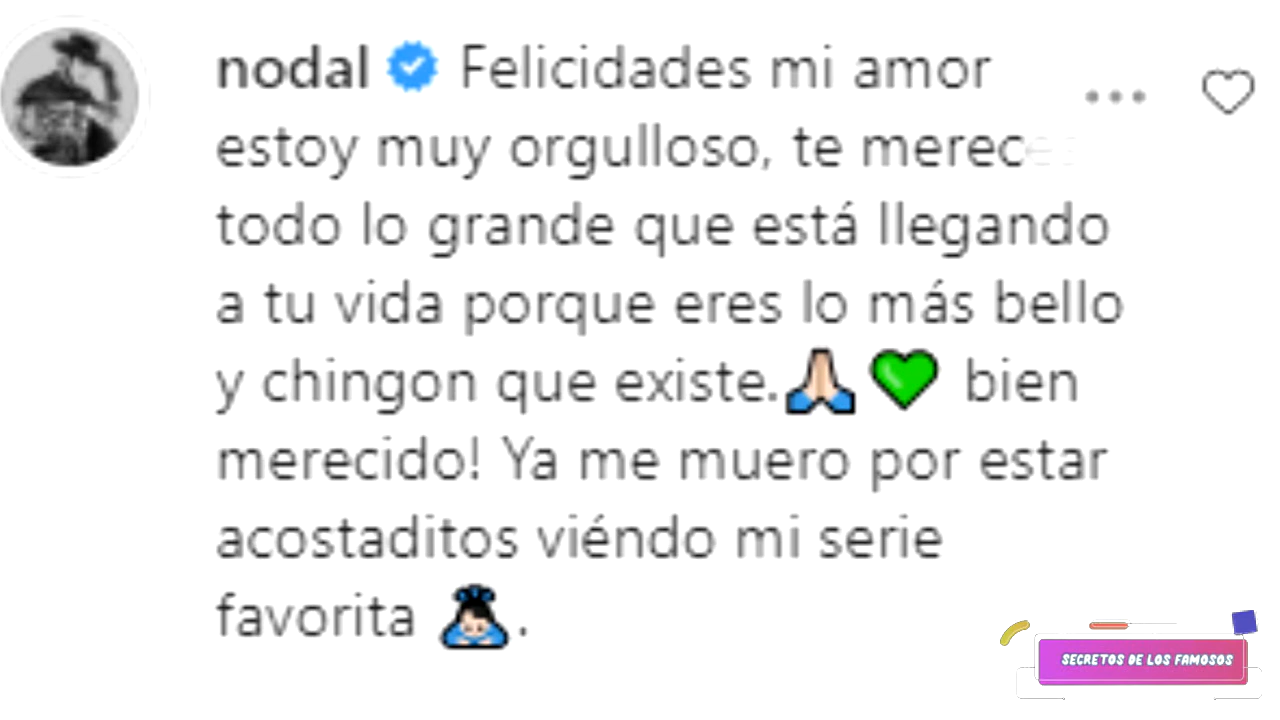 nodal Felicidades mi amor
estoy muy orgulloso, te mereces
todo lo grande que está llegando
a tu vida porque eres lo más bello
y chingon que existe.🙏🏻💚 bien
merecido! Ya me muero por estar
acostaditos viéndo mi serie
favorita 🙇🏻‍♀️.
SECRETOS DE LOS FAMOSOS